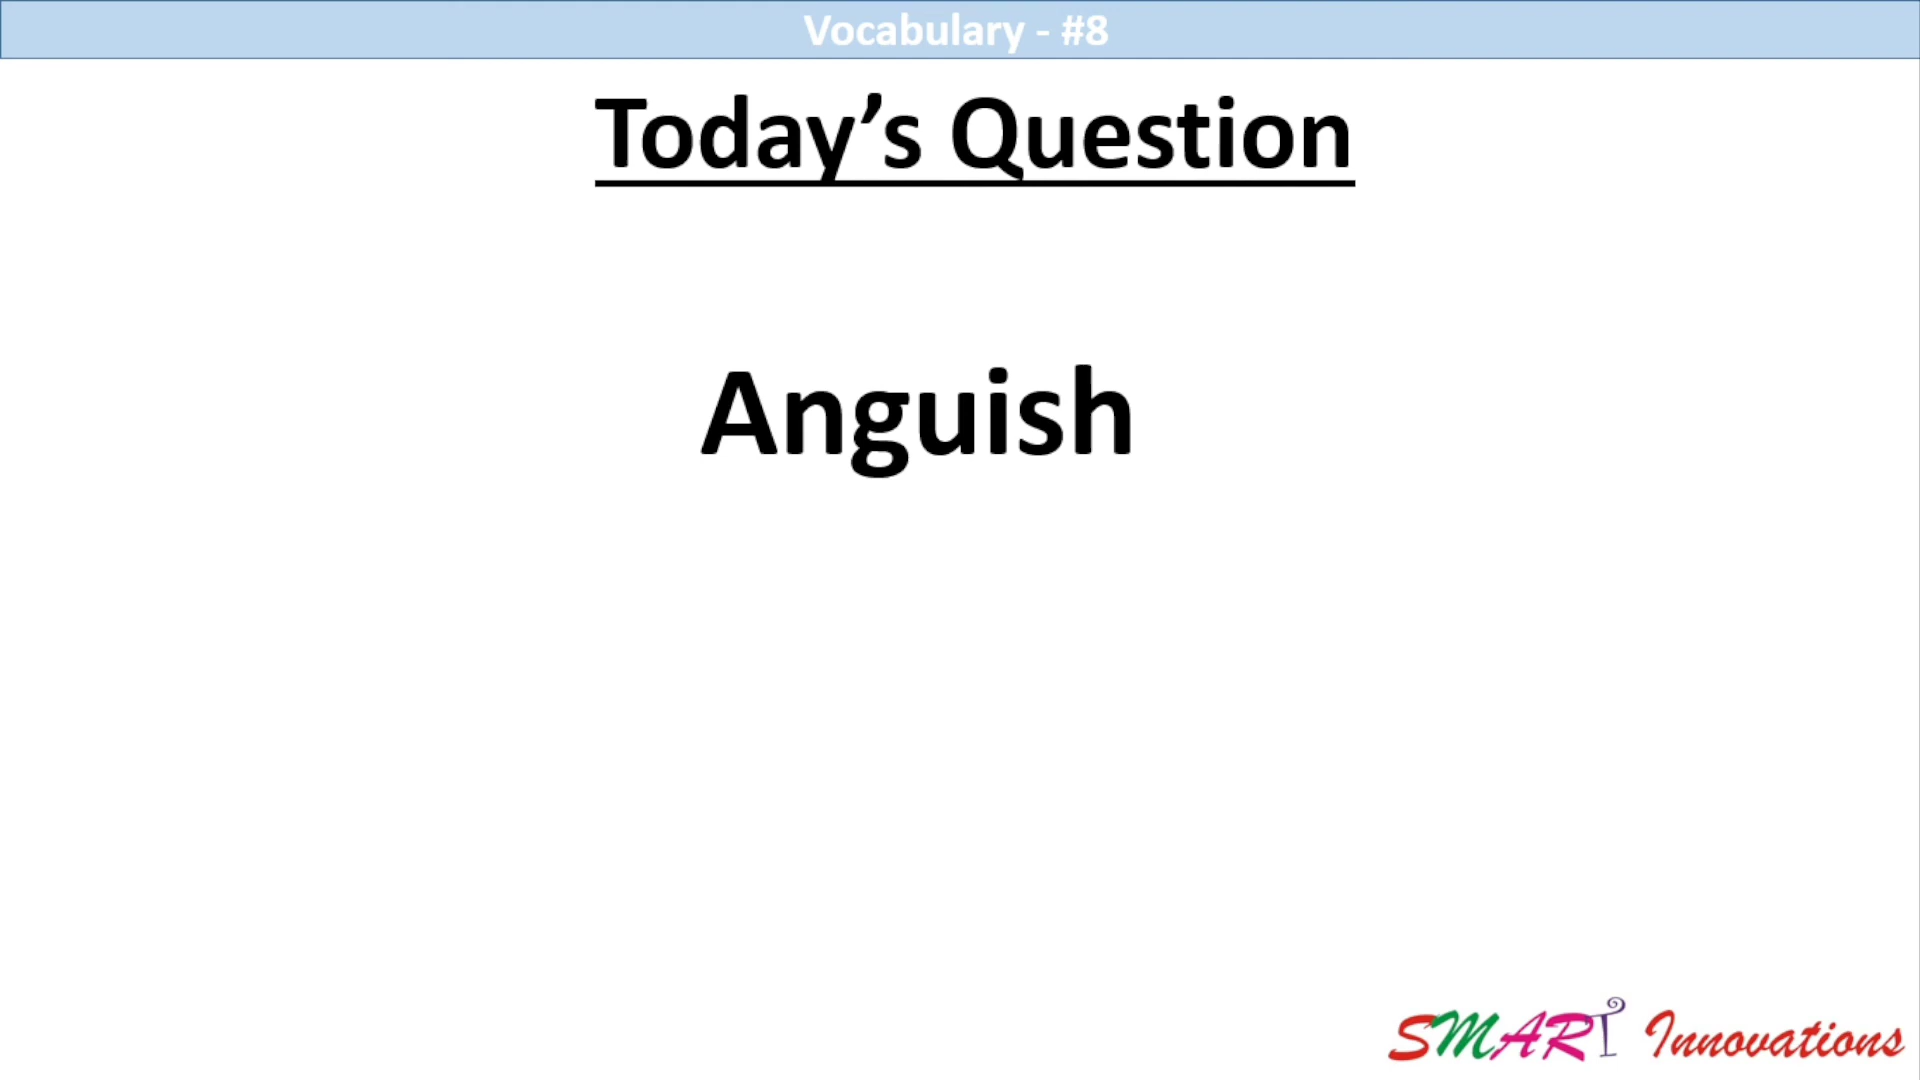 Vocabulary - #8
Today’s Question
Anguish
SMART Innovations